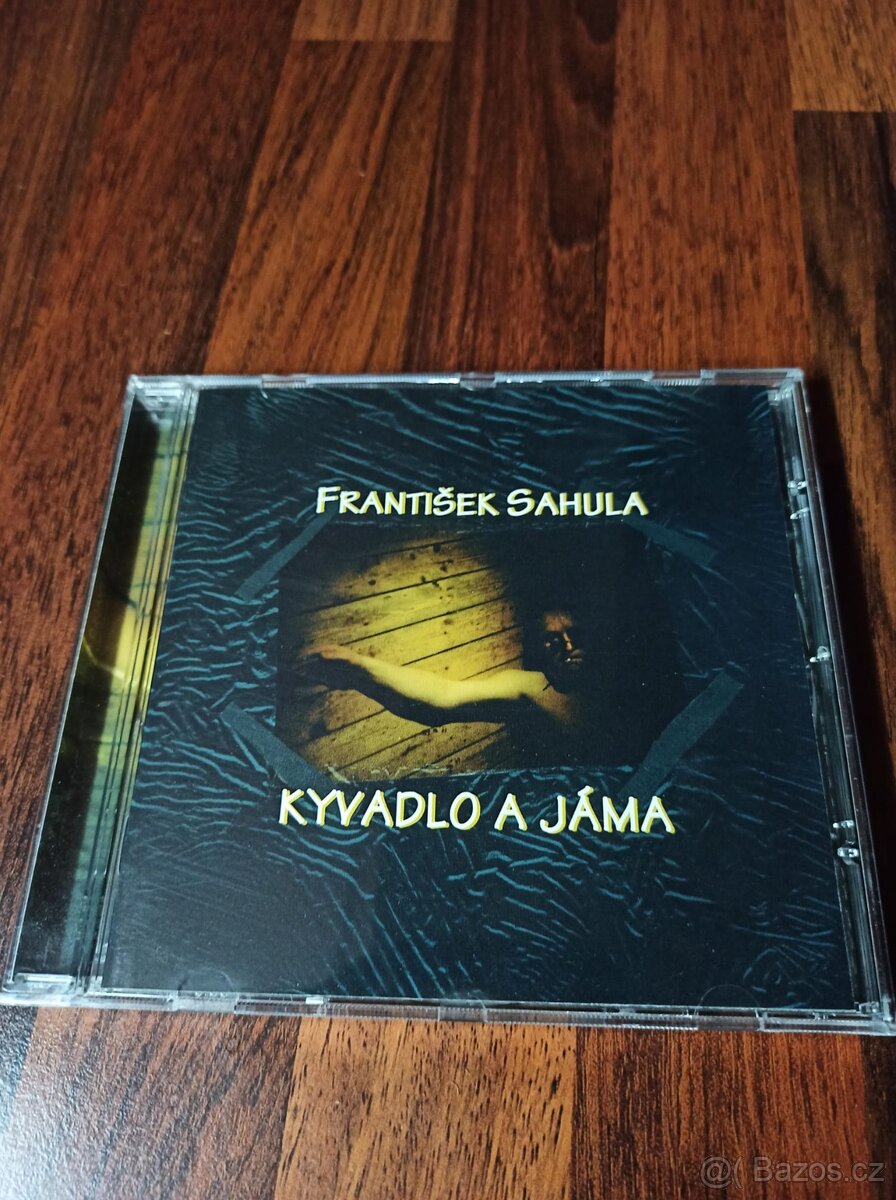 FRANTIŠEK SAHULA
KYVADLO A JÁMA
@( Bazos.cz